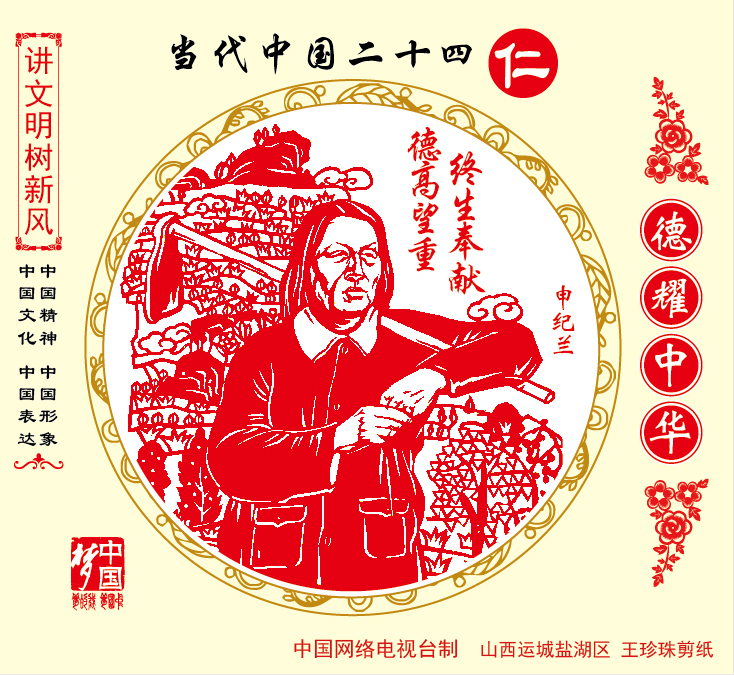 当代中国二十四仁
讲文明树新风
中国精神
中国文化
中国形象
中国表达
德高望重
终生奉献
申纪兰
德耀中华
中国梦
中国网络电视台制 山西运城盐湖区 王珍珠剪纸